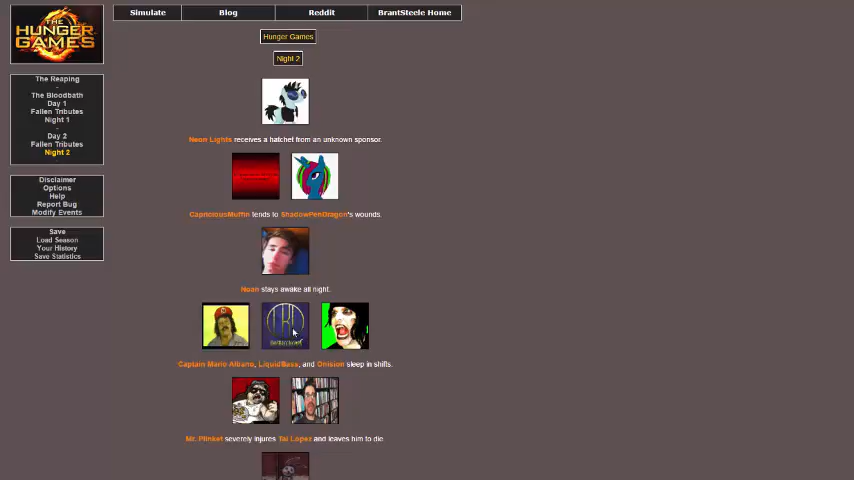 THE
HUNGER
GAMES
Simulate
Blog
Reddit
BrantSteele Home
The Reaping
-
The Bloodbath
Day 1
Fallen Tributes
Night 1
-
Day 2
Fallen Tributes
Night 2
Disclaimer
Options
Help
Report Bug
Modify Events
Save
Load Season
Your History
Save Statistics
Hunger Games
Night 2
Neon Lights receives a hatchet from an unknown sponsor.
CapriciousMuffin tends to ShadowPenDragon's wounds.
Noan stays awake all night.
Captain Mario Albano, LiquidBass, and Onision sleep in shifts.
Mr. Plinket severely injures Tai Lopez and leaves him to die